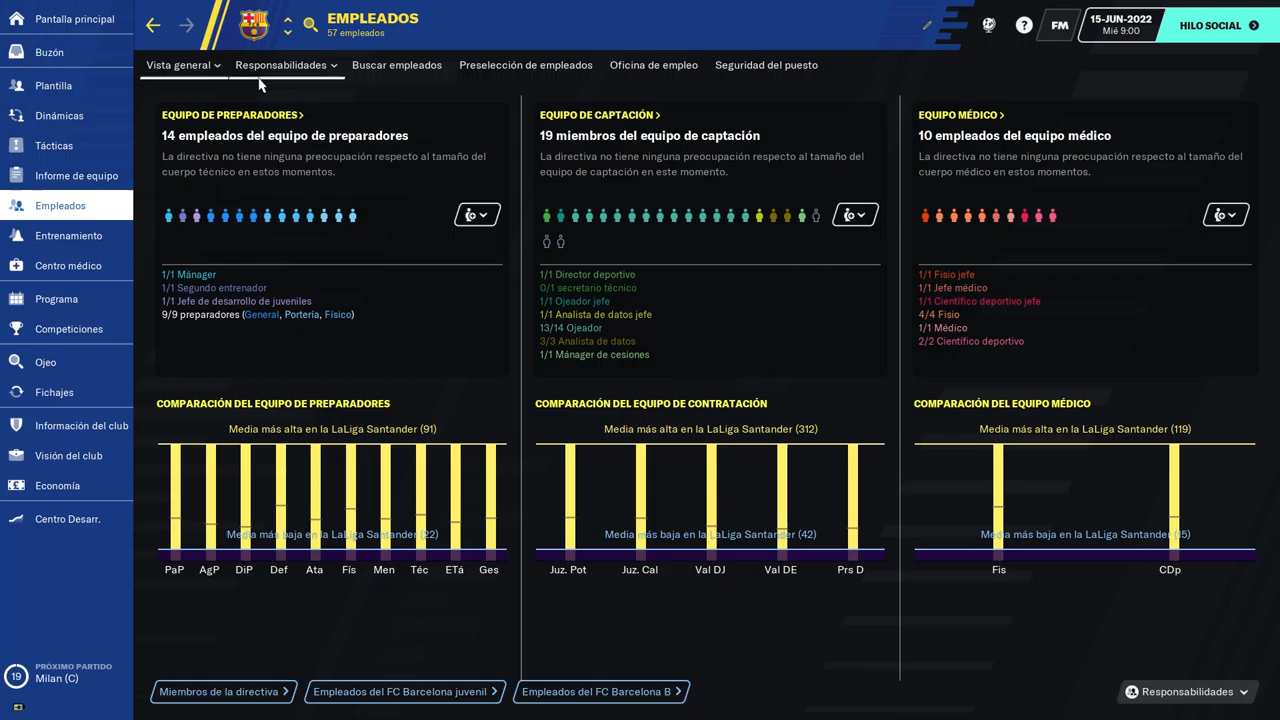 Pantalla principal
EMPLEADOS
57 empleados
FM
15-JUN-2022
Mié 9:00
HILO SOCIAL
Buzón
Plantilla
Dinámicas
Tácticas
Informe de equipo
Empleados
Entrenamiento
Centro médico
Programa
Competiciones
Ojeo
Fichajes
Información del club
Visión del club
Economía
Centro Desarr.
19
PRÓXIMO PARTIDO
Milan (C)
Vista general
Responsabilidades
Buscar empleados
Preselección de empleados
Oficina de empleo
Seguridad del puesto
EQUIPO DE PREPARADORES>
14 empleados del equipo de preparadores
La directiva no tiene ninguna preocupación respecto al tamaño del
cuerpo técnico en estos momentos.
1/1 Mánager
1/1 Segundo entrenador
1/1 Jefe de desarrollo de juveniles
9/9 preparadores (General, Portería, Físico)
EQUIPO DE CAPTACIÓN>
19 miembros del equipo de captación
La directiva no tiene ninguna preocupación respecto al tamaño del
equipo de captación en este momento.
1/1 Director deportivo
0/1 secretario técnico
1/1 Ojeador jefe
1/1 Analista de datos jefe
13/14 Ojeador
3/3 Analista de datos
1/1 Mánager de cesiones
EQUIPO MÉDICO>
10 empleados del equipo médico
La directiva no tiene ninguna preocupación respecto al tamaño del
cuerpo médico en estos momentos.
1/1 Fisio jefe
1/1 Jefe médico
1/1 Científico deportivo jefe
4/4 Fisio
1/1 Médico
2/2 Científico deportivo
COMPARACIÓN DEL EQUIPO DE PREPARADORES
Media más alta en la LaLiga Santander (91)
Media más baja en la LaLiga Santander (22)
PaP AgP DiP Def Ata Fís Men Téc ETá Ges
COMPARACIÓN DEL EQUIPO DE CONTRATACIÓN
Media más alta en la LaLiga Santander (312)
Media más baja en la LaLiga Santander (42)
Juz. Pot Juz. Cal Val DJ Val DE Prs D
COMPARACIÓN DEL EQUIPO MÉDICO
Media más alta en la LaLiga Santander (119)
Media más baja en la LaLiga Santander (15)
Fis CDp
Miembros de la directiva >
Empleados del FC Barcelona juvenil >
Empleados del FC Barcelona B >
Responsabilidades